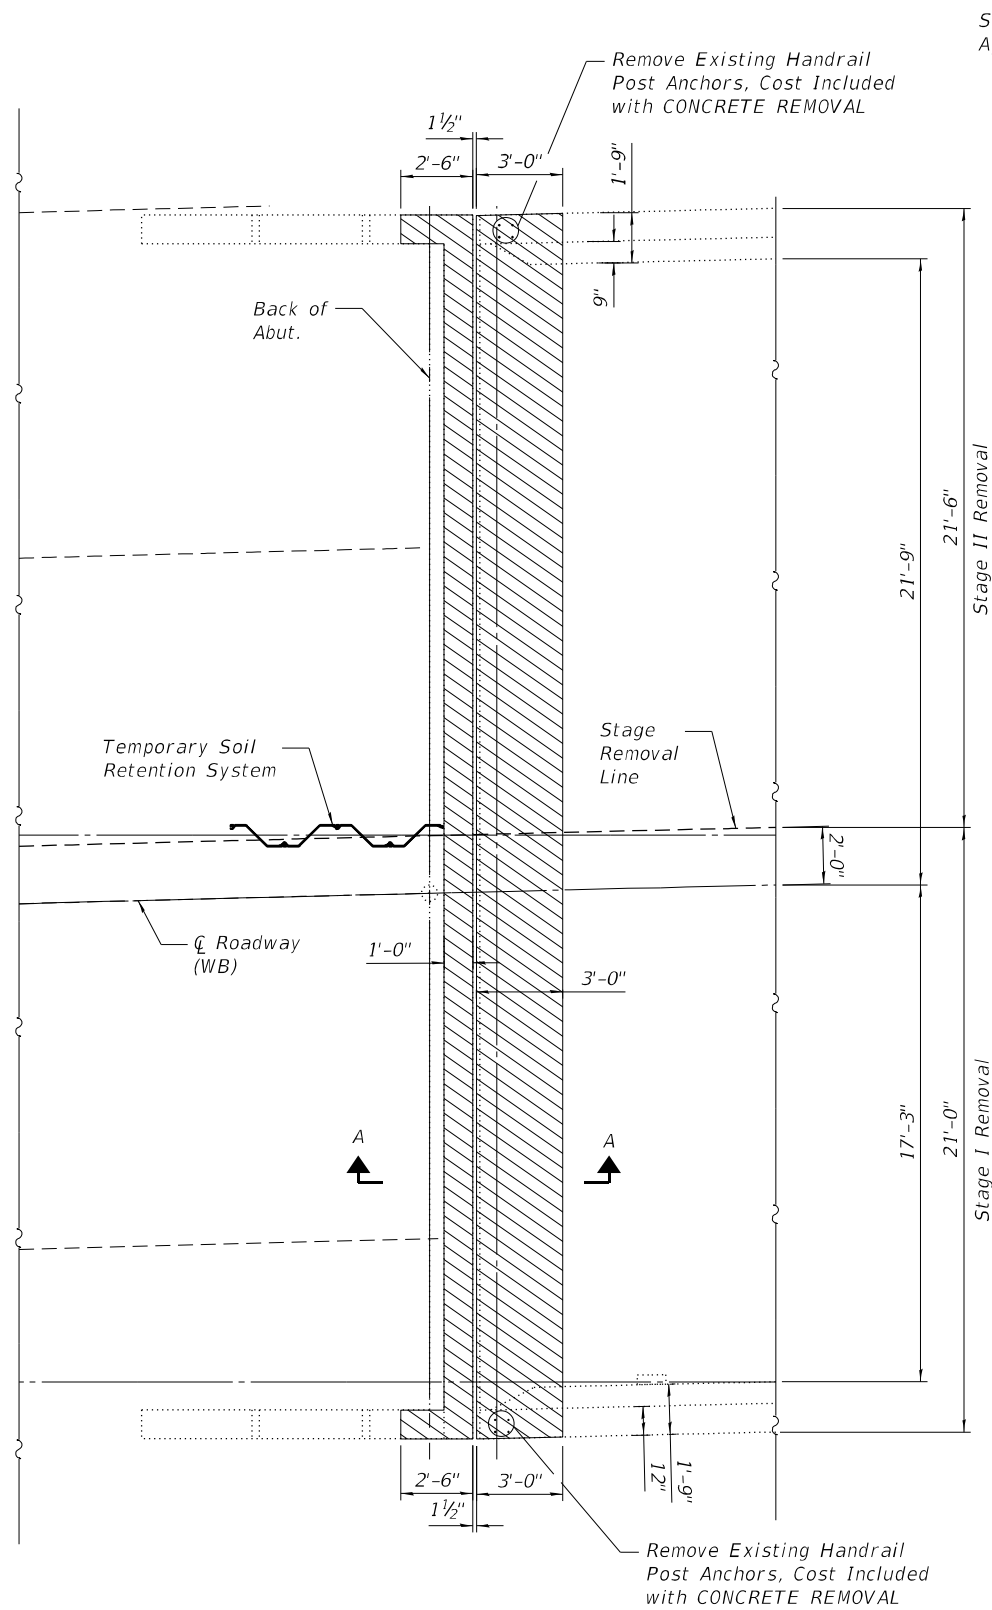 S
A
Remove Existing Handrail
Post Anchors, Cost Included
with CONCRETE REMOVAL
1½"
2'-6"
3'-0"
1'-9"
9"
Back of
Abut.
21'-9"
21'-6"
Stage II Removal
Temporary Soil
Retention System
Stage
Removal
Line
2'-0"
℄ Roadway
(WB)
1'-0"
3'-0"
A
A
17'-3"
21'-0"
Stage I Removal
2'-6"
3'-0"
1½"
12"
1'-9"
Remove Existing Handrail
Post Anchors, Cost Included
with CONCRETE REMOVAL